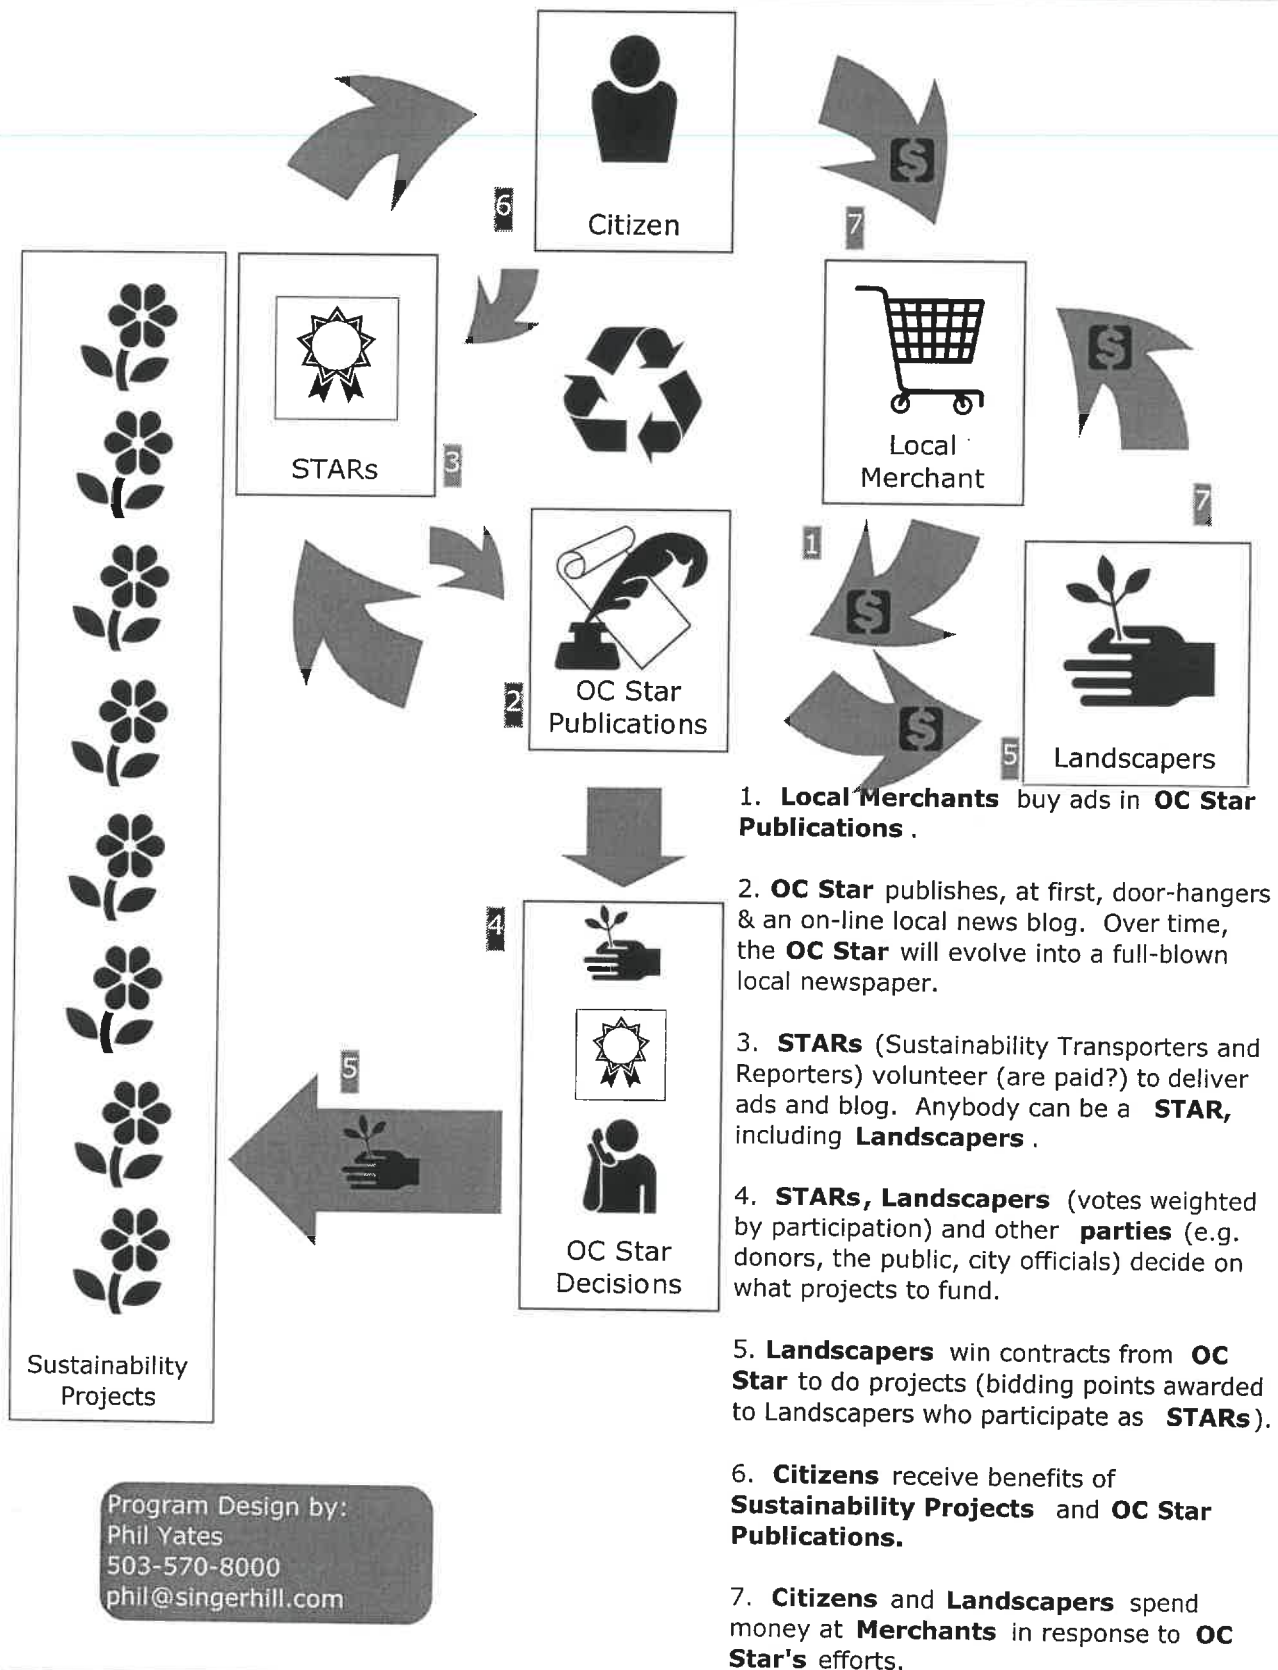 6
Citizen
7
$
STARs
3
Local
Merchant
$
7
1
$
2
OC Star
Publications
$
5
Landscapers
4
5
OC Star
Decisions
Sustainability
Projects
1. Local Merchants buy ads in OC Star
Publications .
2. OC Star publishes, at first, door-hangers
& an on-line local news blog. Over time,
the OC Star will evolve into a full-blown
local newspaper.
3. STARs (Sustainability Transporters and
Reporters) volunteer (are paid?) to deliver
ads and blog. Anybody can be a STAR,
including Landscapers .
4. STARs, Landscapers (votes weighted
by participation) and other parties (e.g.
donors, the public, city officials) decide on
what projects to fund.
5. Landscapers win contracts from OC
Star to do projects (bidding points awarded
to Landscapers who participate as STARs).
6. Citizens receive benefits of
Sustainability Projects and OC Star
Publications.
7. Citizens and Landscapers spend
money at Merchants in response to OC
Star's efforts.
Program Design by:
Phil Yates
503-570-8000
phil@singerhill.com